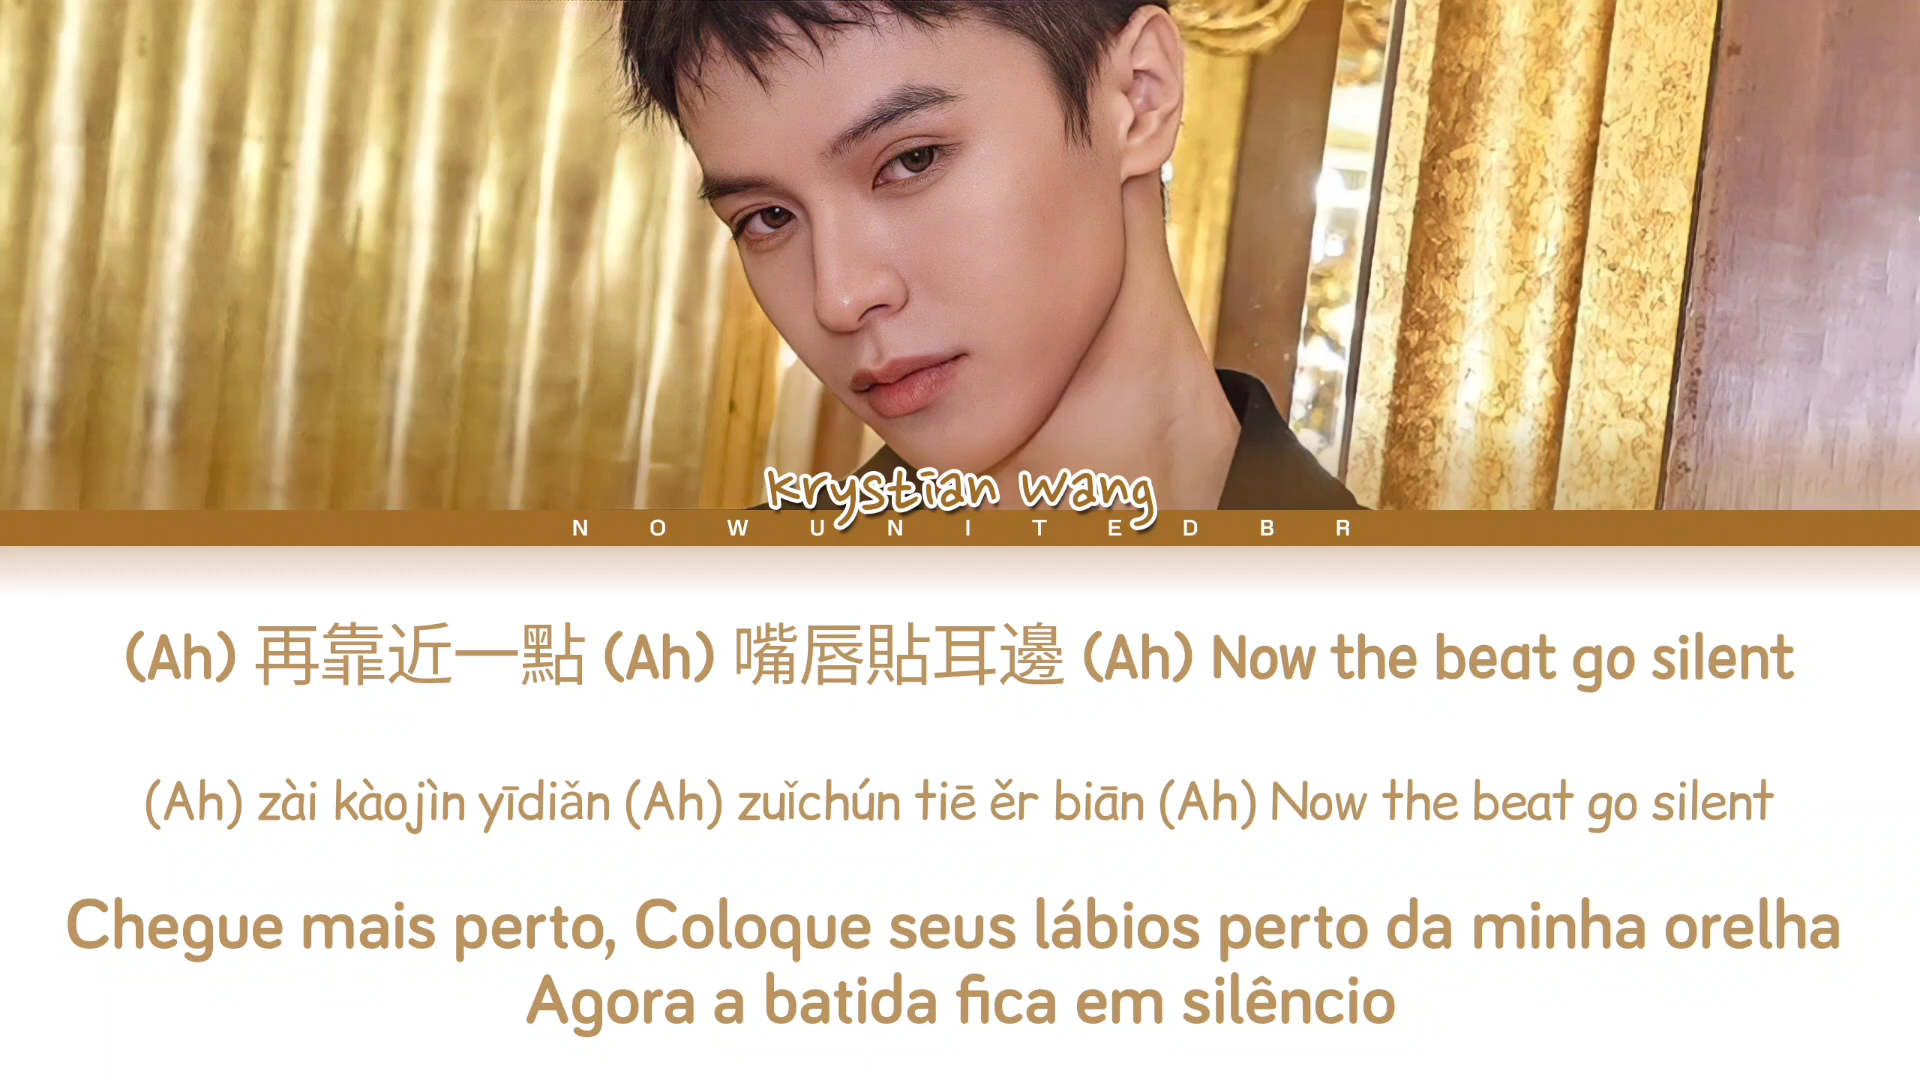 Krystian Wang
NOWUNITEDBR
(Ah) 再靠近一點 (Ah) 嘴唇貼耳邊 (Ah) Now the beat go silent
(Ah) zài kàojìn yīdiǎn (Ah) zuǐchún tiē ěr biān (Ah) Now the beat go silent
Chegue mais perto, Coloque seus lábios perto da minha orelha
Agora a batida fica em silêncio